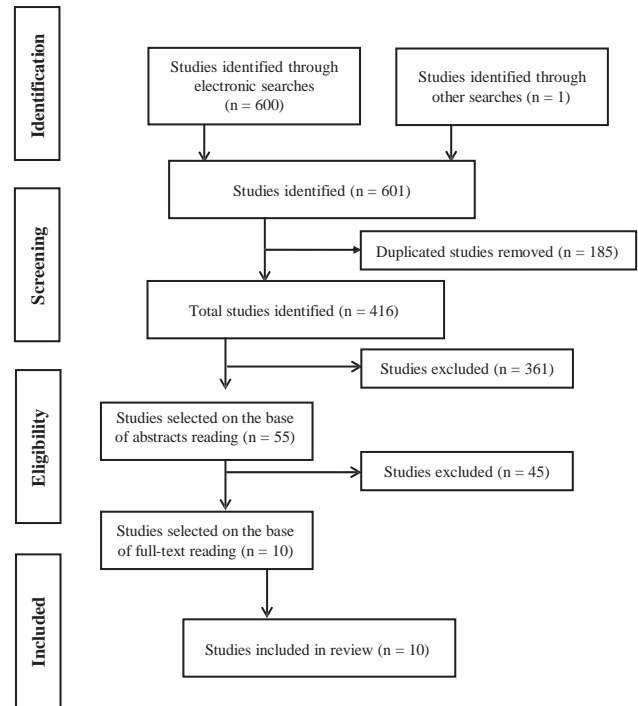 Identification
Studies identified through
electronic searches
(n = 600)
Studies identified through
other searches (n = 1)
Studies identified (n = 601)
Screening
Duplicated studies removed (n = 185)
Total studies identified (n = 416)
Studies excluded (n = 361)
Eligibility
Studies selected on the base
of abstracts reading (n = 55)
Studies excluded (n = 45)
Studies selected on the base
of full-text reading (n = 10)
Included
Studies included in review (n = 10)